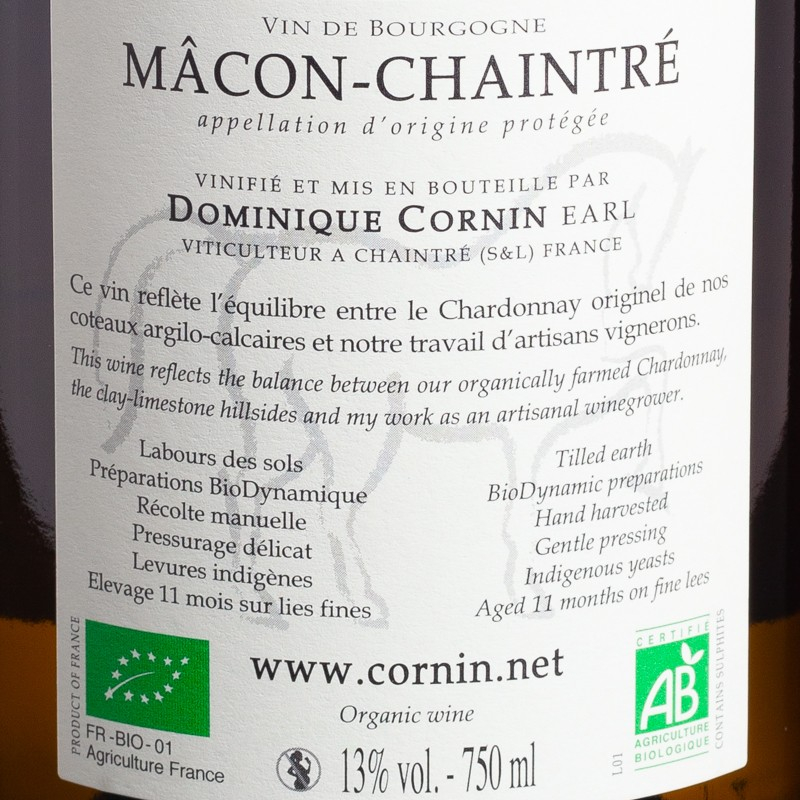 VIN DE BOURGOGNE
MÂCON-CHAINTRÉ
appellation d'origine protégée
VINIFIÉ ET MIS EN BOUTEILLE PAR
DOMINIQUE CORNIN EARL
VITICULTEUR A CHAINTRÉ (S&L) FRANCE
Ce vin reflète l'équilibre entre le Chardonnay originel de nos
coteaux argilo-calcaires et notre travail d'artisans vignerons.
This wine reflects the balance between our organically farmed Chardonnay,
the clay-limestone hillsides and my work as an artisanal winegrower.
Labours des sols
Préparations BioDynamique
Récolte manuelle
Pressurage délicat
Levures indigènes
Elevage 11 mois sur lies fines
Tilled earth
BioDynamic preparations
Hand harvested
Gentle pressing
Indigenous yeasts
Aged 11 months on fine lees
PRODUCT OF FRANCE
FR-BIO-01
Agriculture France
www.cornin.net
Organic wine
13% vol. - 750 ml
CERTIFIÉ
AB
AGRICULTURE
BIOLOGIQUE
L01
CONTAINS SULPHITES